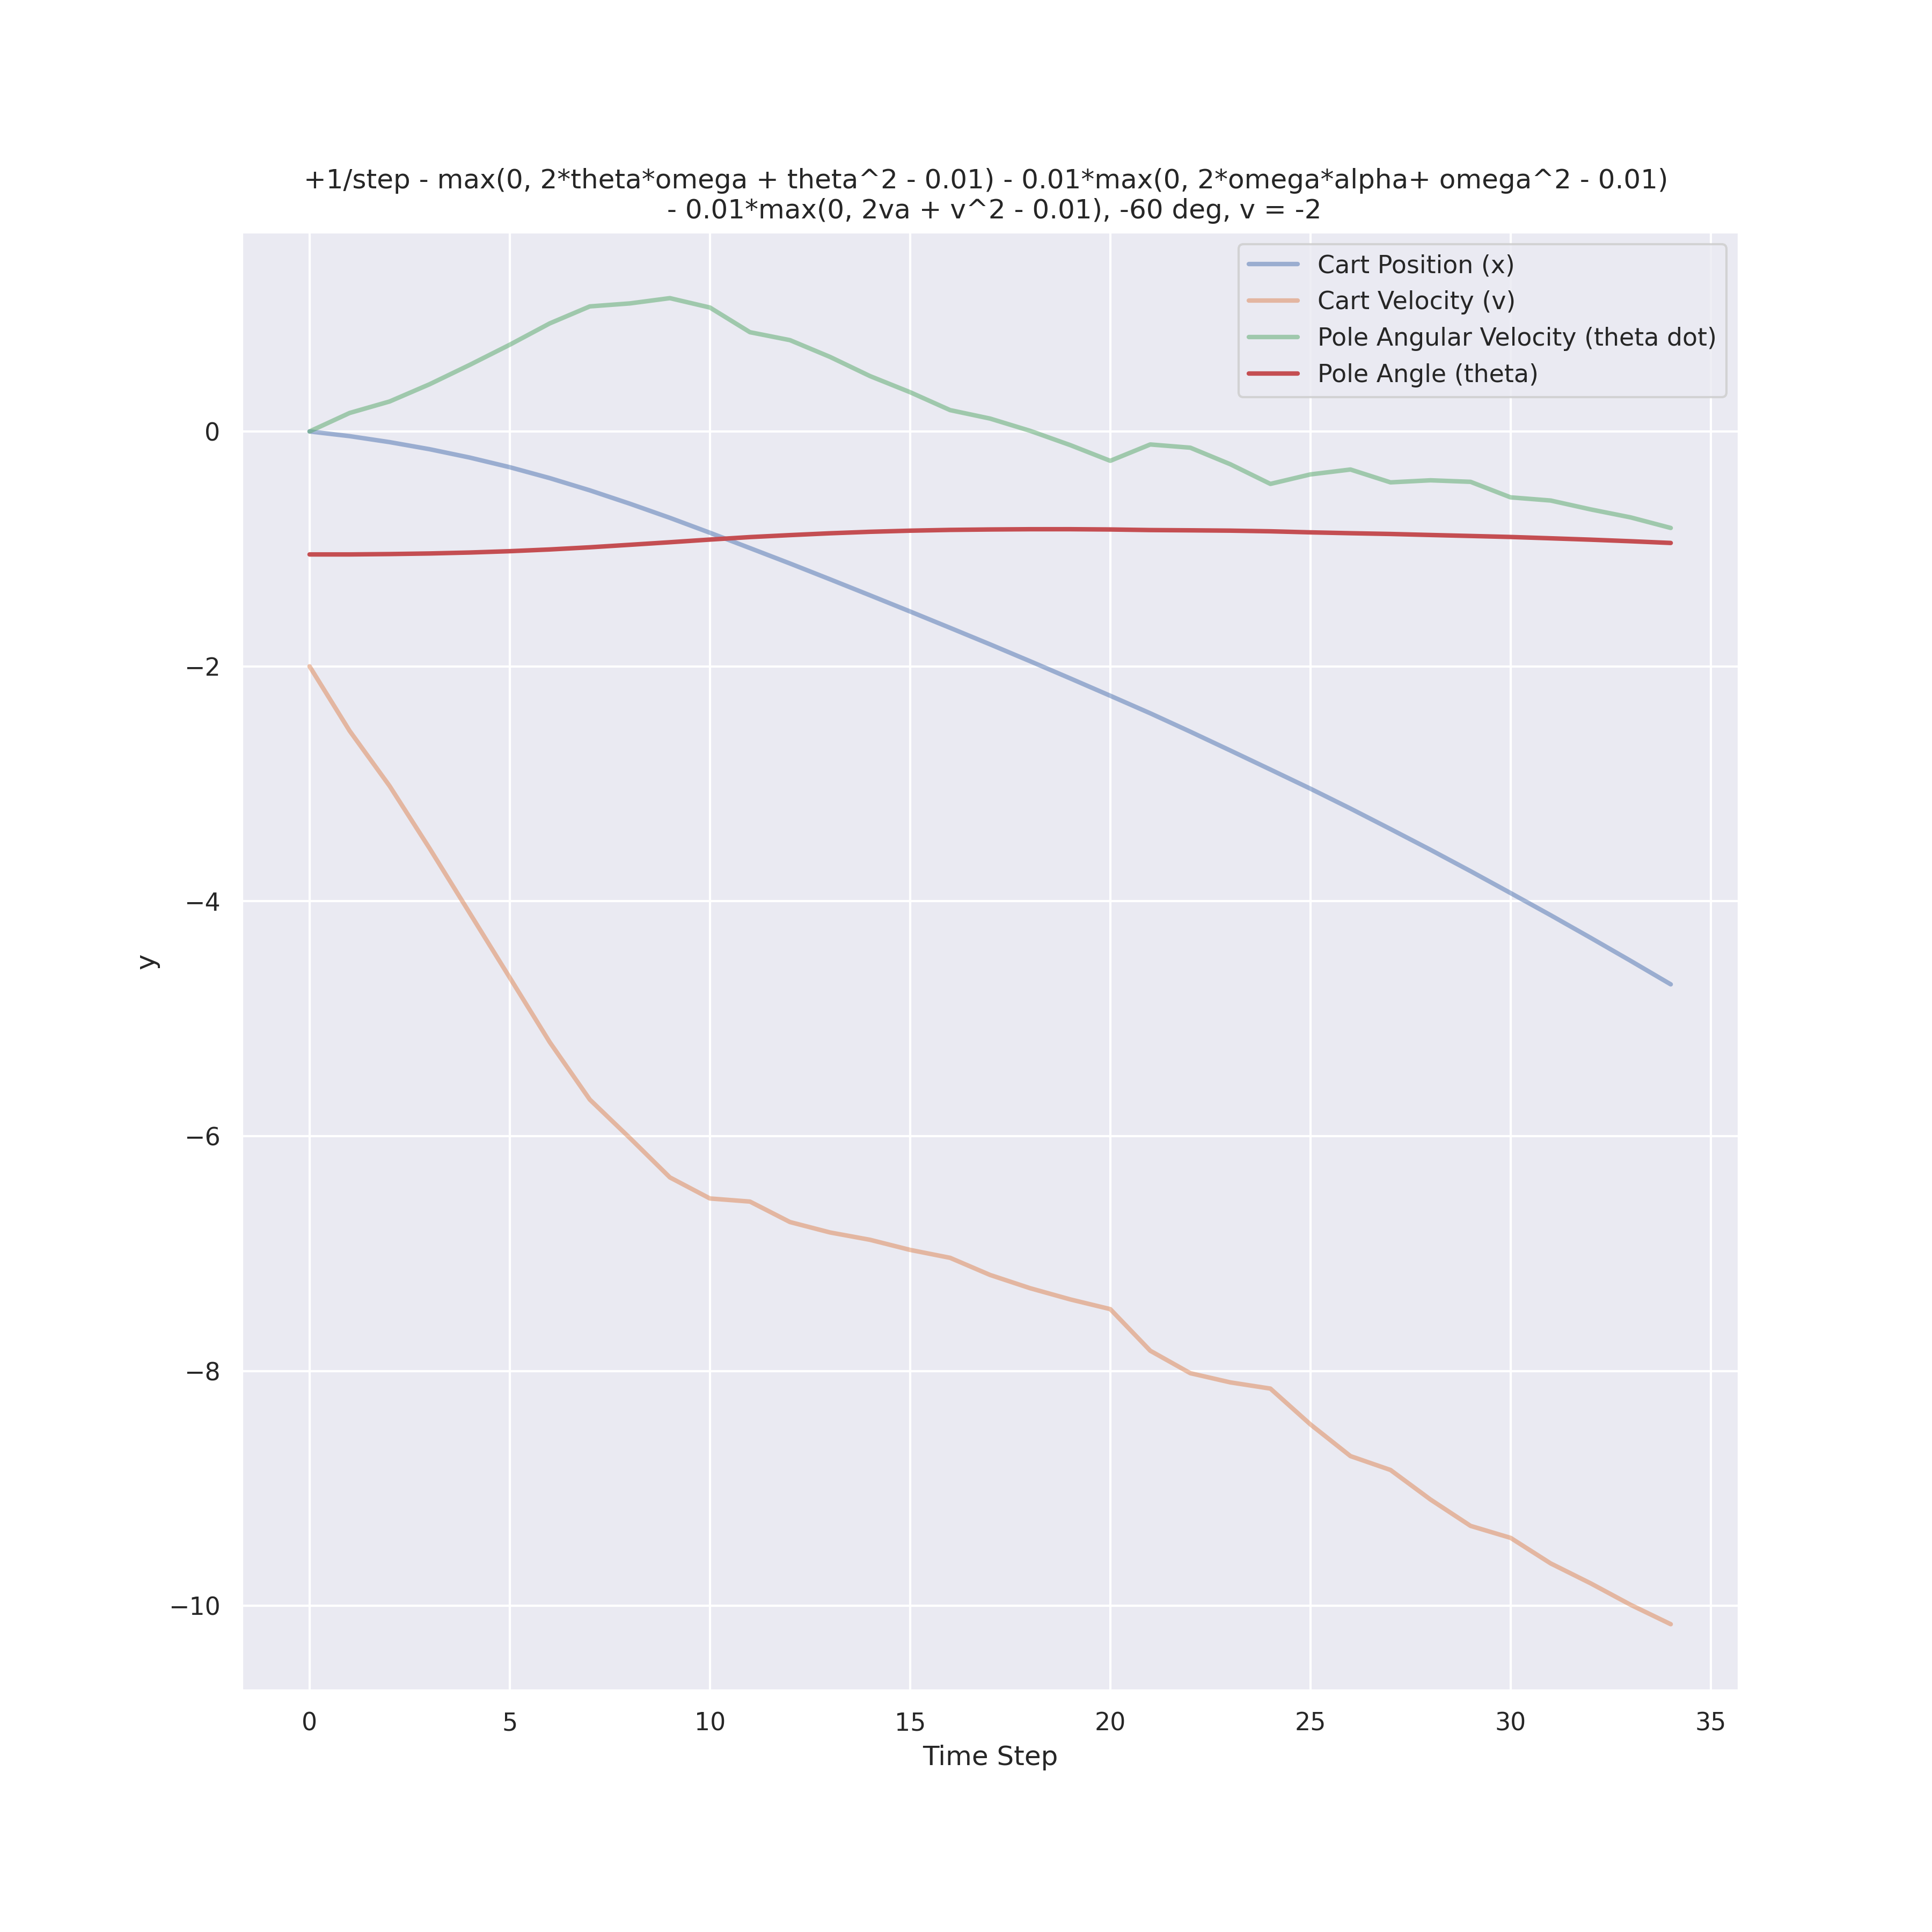 +1/step - max(0, 2*theta*omega + theta^2 - 0.01) - 0.01*max(0, 2*omega*alpha+ omega^2 - 0.01)
- 0.01*max(0, 2va + v^2 - 0.01), -60 deg, v = -2
Cart Position (x)
Cart Velocity (v)
Pole Angular Velocity (theta dot)
Pole Angle (theta)
0
−2
−4
−6
−8
−10
y
0 5 10 15 20 25 30 35
Time Step